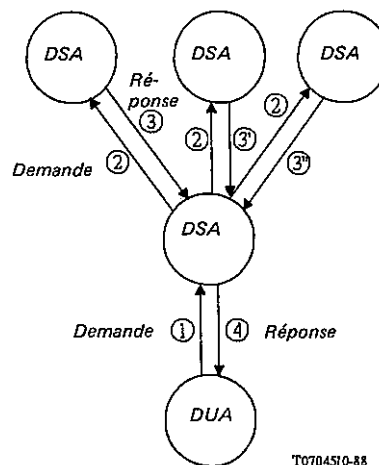 DSA
DSA
DSA
Ré-
ponse
③
②
②
3'
②
3"
Demande
DSA
Demande
①
④
Réponse
DUA
T0704510-88